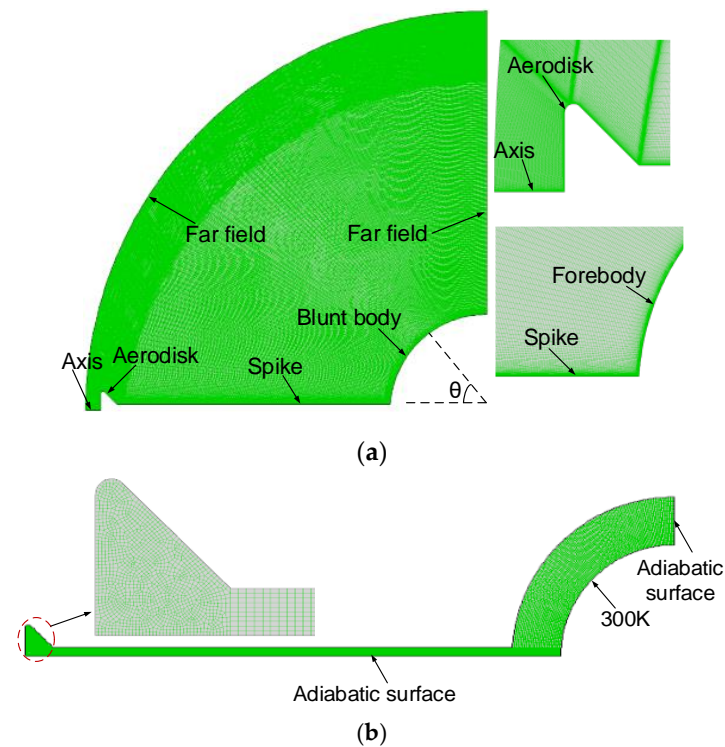 Aerodisk
Axis
Far field
Far field
Forebody
Blunt body
Spike
Axis
Aerodisk
Spike
θ
(a)
Adiabatic
surface
300K
Adiabatic surface
(b)